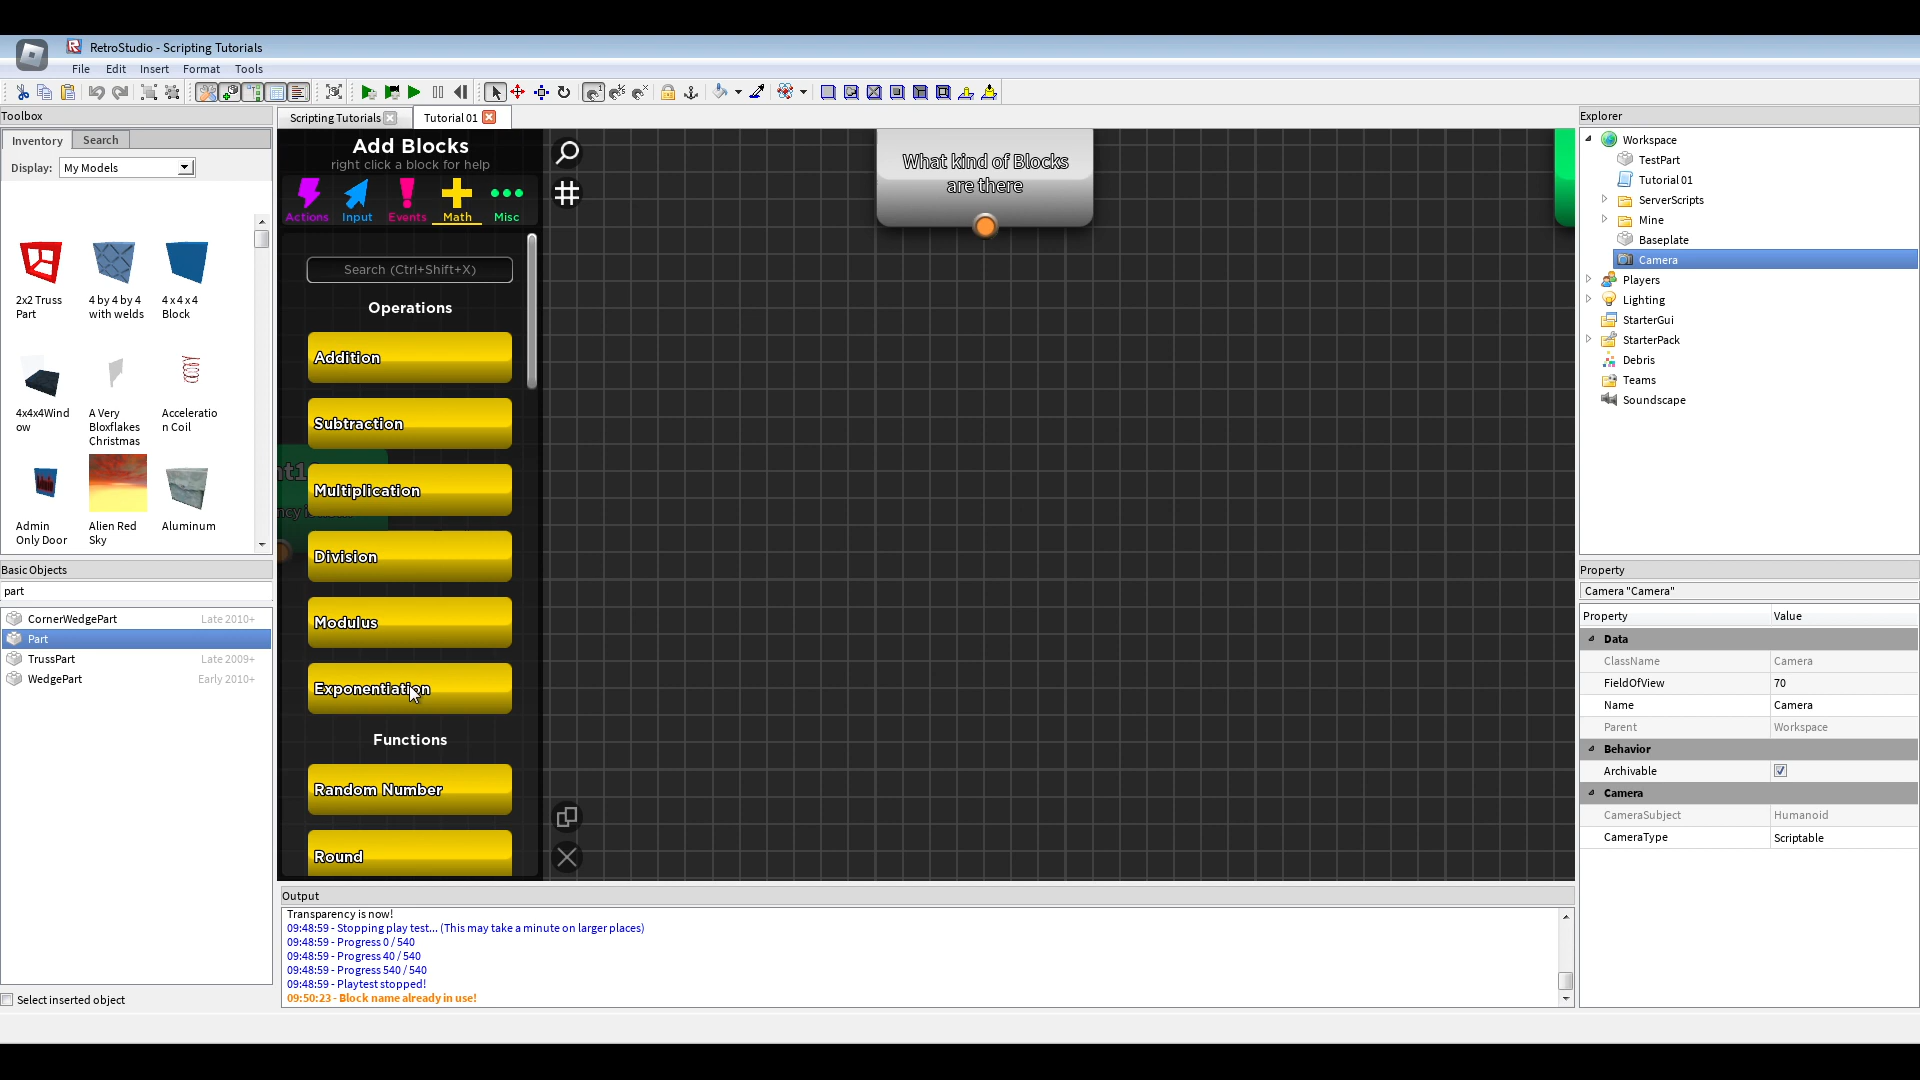 RetroStudio - Scripting Tutorials
File Edit Insert Format Tools
Toolbox
Inventory Search
Display: My Models
2x2 Truss
Part
4 by 4 by 4
with welds
4 x 4 x 4
Block
4x4x4Wind
ow
A Very
Bloxflakes
Christmas
Acceleratio
n Coil
Admin
Only Door
Alien Red
Sky
Aluminum
Basic Objects
part
CornerWedgePart Late 2010+
Part
TrussPart Late 2009+
WedgePart Early 2010+
Select inserted object
Scripting Tutorials
Tutorial 01
Add Blocks
right click a block for help
Actions Input Events Math Misc
Search (Ctrl+Shift+X)
Operations
Addition
Subtraction
Multiplication
Division
Modulus
Exponentiation
Functions
Random Number
Round
What kind of Blocks
are there
Output
Transparency is now!
09:48:59 - Stopping play test... (This may take a minute on larger places)
09:48:59 - Progress 0 / 540
09:48:59 - Progress 40 / 540
09:48:59 - Progress 540 / 540
09:48:59 - Playtest stopped!
09:50:23 - Block name already in use!
Explorer
Workspace
TestPart
Tutorial 01
ServerScripts
Mine
Baseplate
Camera
Players
Lighting
StarterGui
StarterPack
Debris
Teams
Soundscape
Property
Camera "Camera"
Property Value
Data
ClassName Camera
FieldOfView 70
Name Camera
Parent Workspace
Behavior
Archivable
Camera
CameraSubject Humanoid
CameraType Scriptable